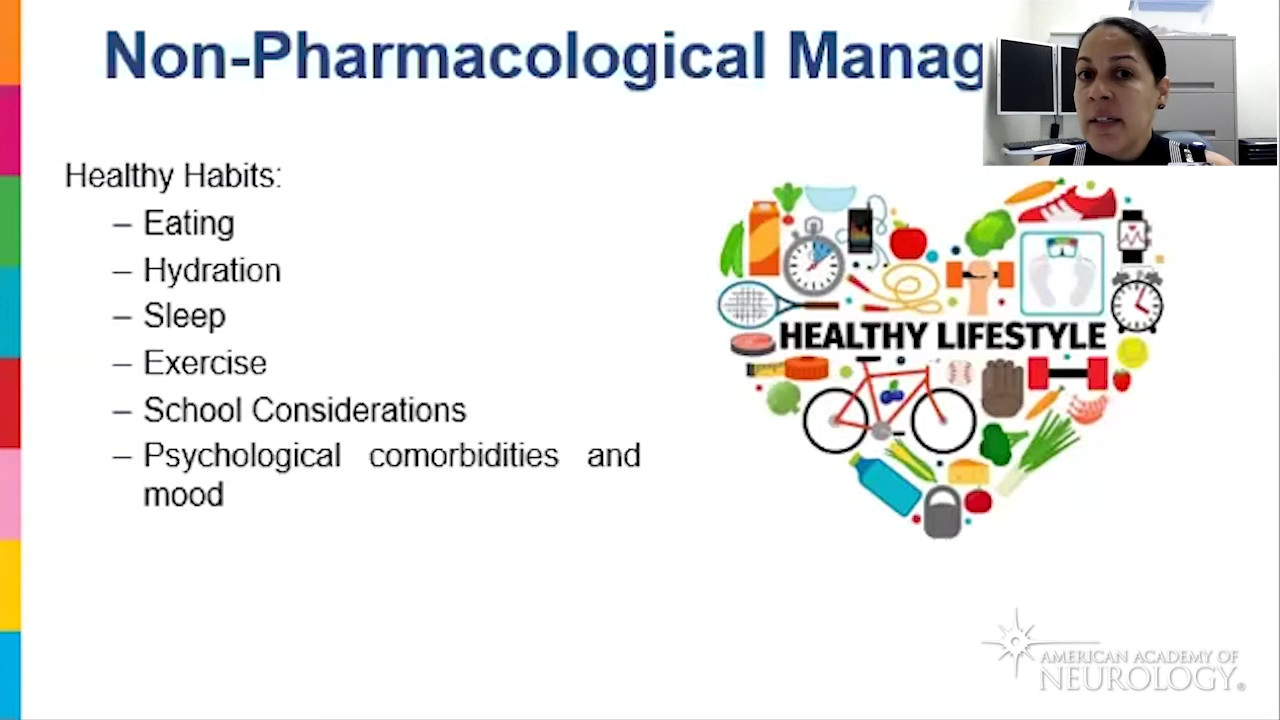 Non-Pharmacological Manag
Healthy Habits:
– Eating
– Hydration
– Sleep
– Exercise
– School Considerations
– Psychological comorbidities and
mood
HEALTHY LIFESTYLE
AMERICAN ACADEMY OF
NEUROLOGY®